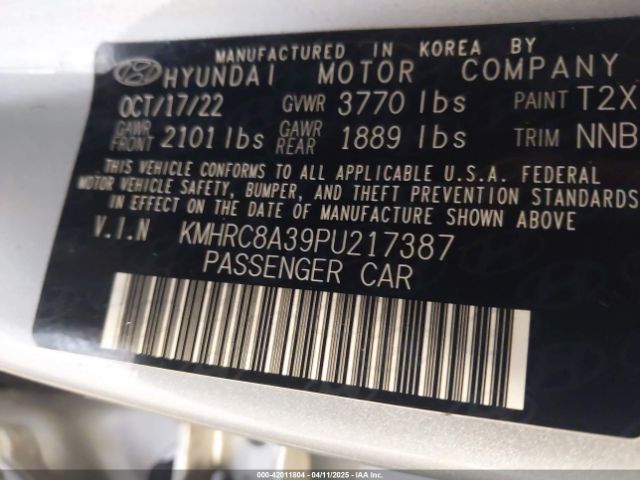 MANUFACTURED IN KOREA BY
HYUNDAI MOTOR COMPANY
OCT/17/22 GVWR 3770 lbs PAINT T2X
GAWR FRONT 2101 lbs GAWR REAR 1889 lbs TRIM NNB
THIS VEHICLE CONFORMS TO ALL APPLICABLE U.S.A. FEDERAL
MOTOR VEHICLE SAFETY, BUMPER, AND THEFT PREVENTION STANDARDS
IN EFFECT ON THE DATE OF MANUFACTURE SHOWN ABOVE
V.I.N KMHRC8A39PU217387
PASSENGER CAR
000-42011804 - 04/11/2025 - IAA Inc.